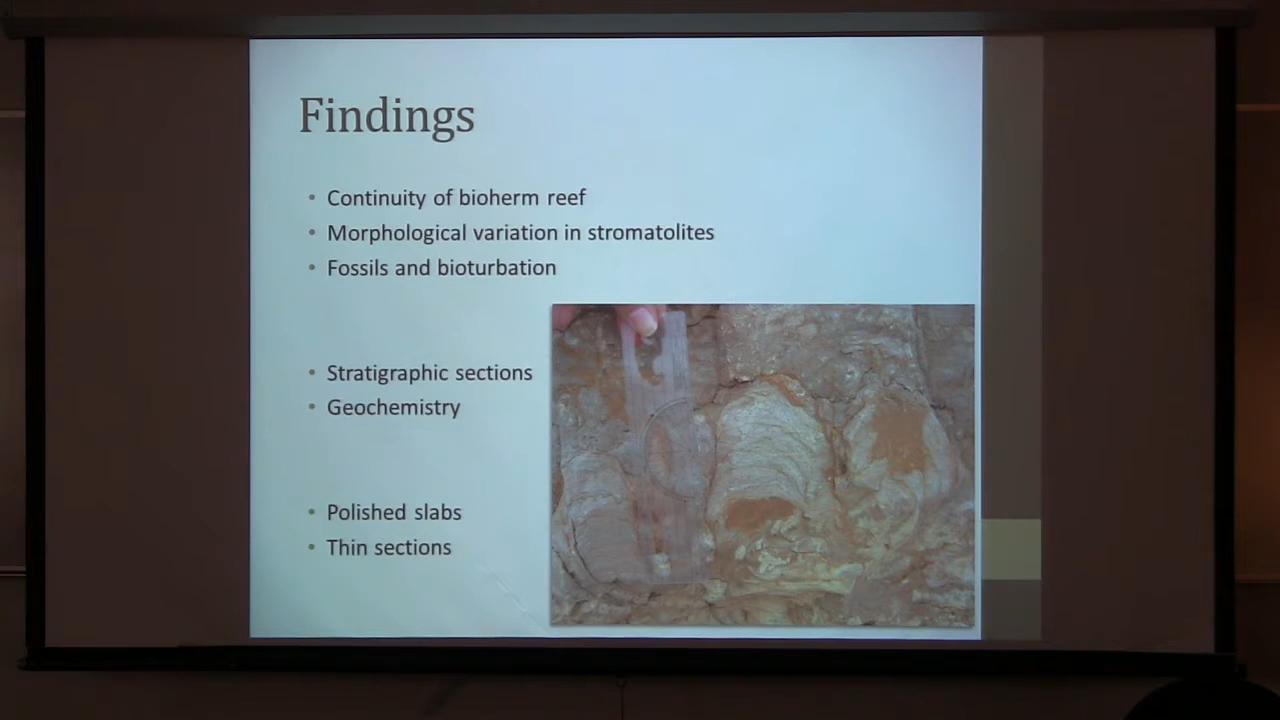 Findings
• Continuity of bioherm reef
• Morphological variation in stromatolites
• Fossils and bioturbation
• Stratigraphic sections
• Geochemistry
• Polished slabs
• Thin sections